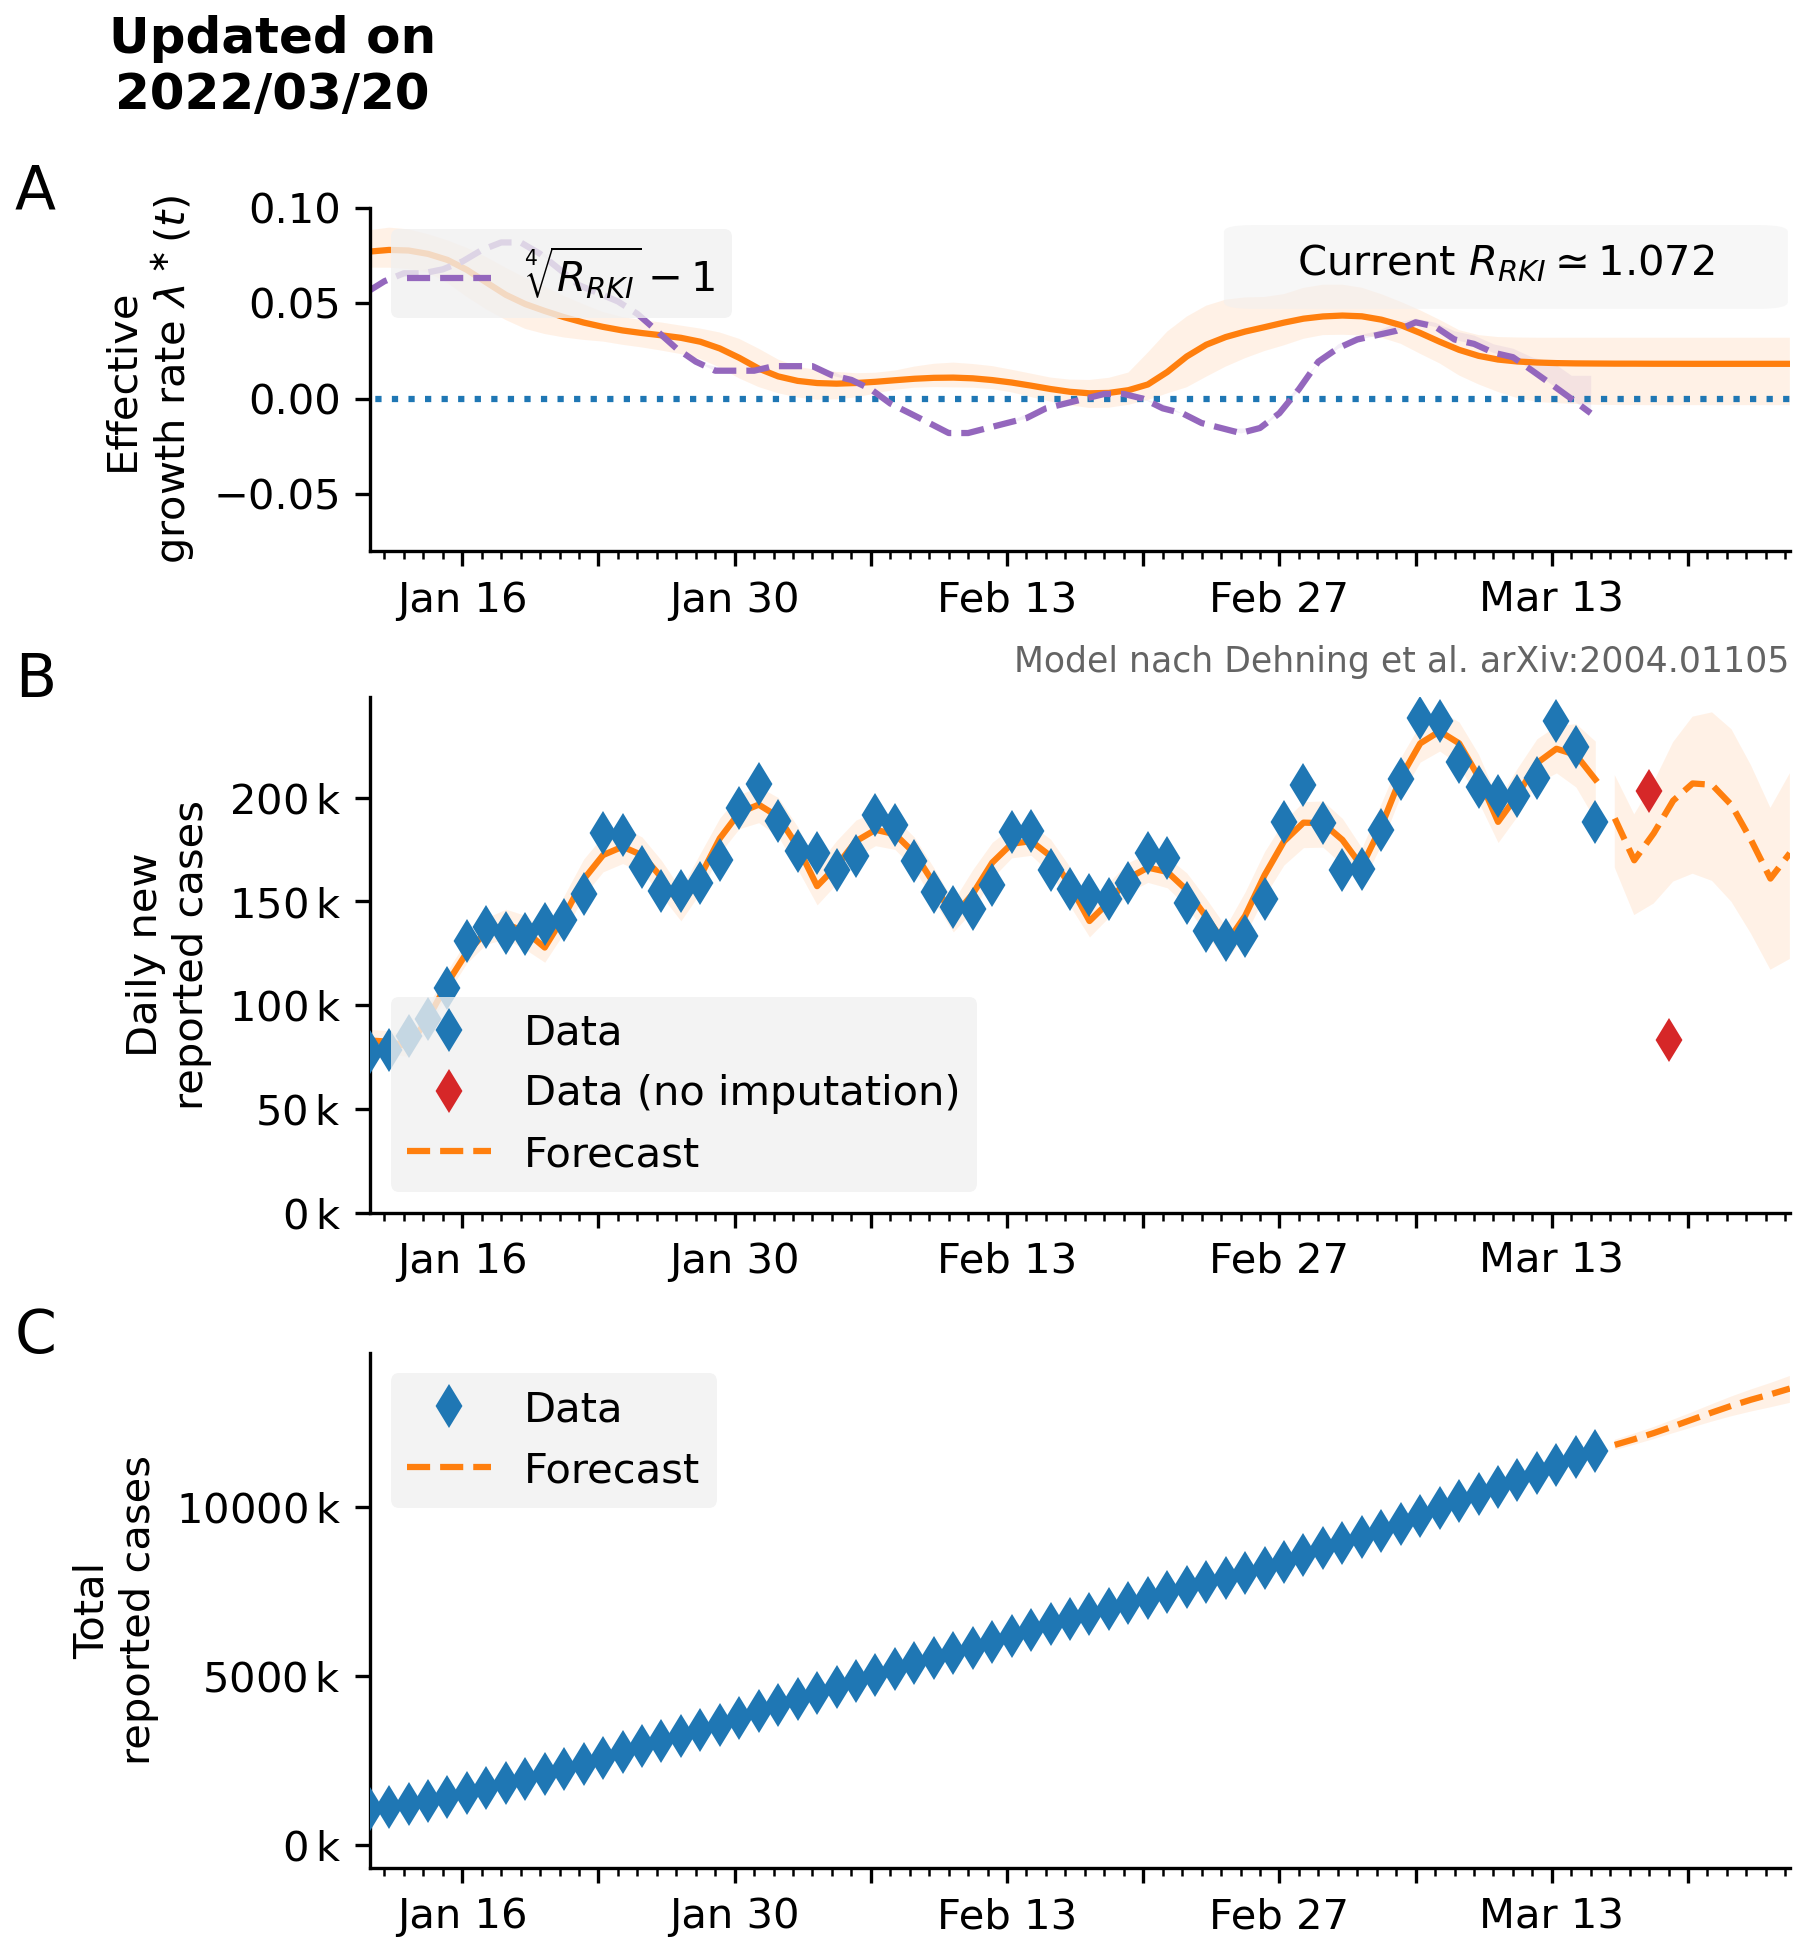 Updated on
2022/03/20
A
Effective
growth rate λ * (t)
0.10
0.05
0.00
−0.05
∜R_RKI − 1
Current R_RKI ≃ 1.072
Jan 16 Jan 30 Feb 13 Feb 27 Mar 13
Model nach Dehning et al. arXiv:2004.01105
B
Daily new
reported cases
200 k
150 k
100 k
50 k
0 k
Data
Data (no imputation)
Forecast
Jan 16 Jan 30 Feb 13 Feb 27 Mar 13
C
Total
reported cases
10000 k
5000 k
0 k
Data
Forecast
Jan 16 Jan 30 Feb 13 Feb 27 Mar 13